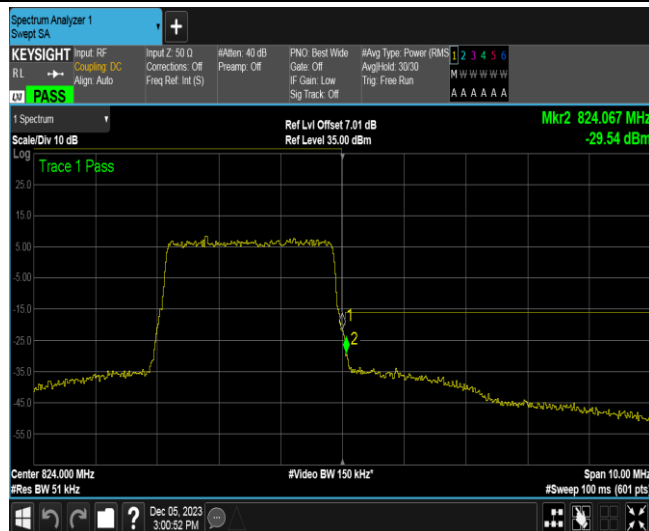 Spectrum Analyzer 1
Swept SA
+
KEYSIGHT
RL
LXI
PASS
Input: RF
Coupling: DC
Align: Auto
Input Z: 50 Ω
Corrections: Off
Freq Ref: Int (S)
#Atten: 40 dB
Preamp: Off
PNO: Best Wide
Gate: Off
IF Gain: Low
Sig Track: Off
#Avg Type: Power (RMS
Avg|Hold: 30/30
Trig: Free Run
1 2 3 4 5 6
M W W W W W
A A A A A A
1 Spectrum
Scale/Div 10 dB
Ref Lvl Offset 7.01 dB
Ref Level 35.00 dBm
Mkr2 824.067 MHz
-29.54 dBm
Log
Trace 1 Pass
25.0
15.0
5.00
-5.00
-15.0
-25.0
-35.0
-45.0
-55.0
1
2
Center 824.000 MHz
#Res BW 51 kHz
#Video BW 150 kHz*
Span 10.00 MHz
#Sweep 100 ms (601 pts)
?
Dec 05, 2023
3:00:52 PM